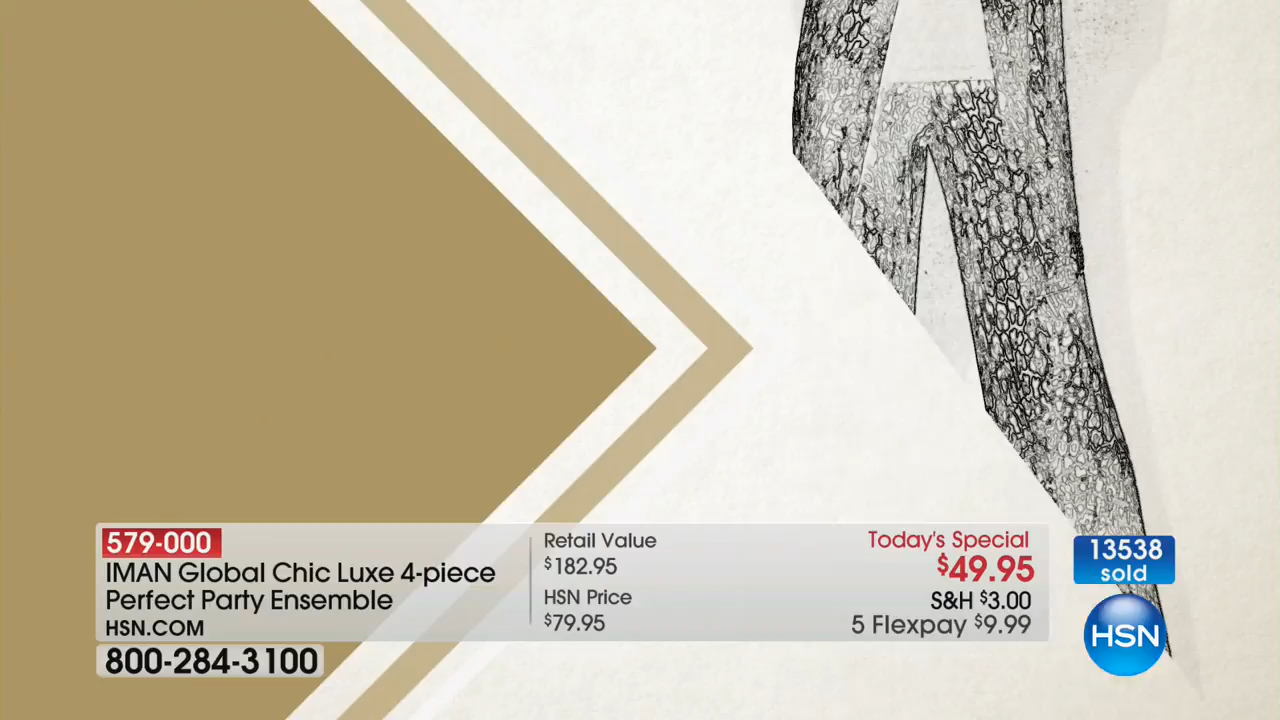 579-000
IMAN Global Chic Luxe 4-piece
Perfect Party Ensemble
HSN.COM
800-284-3100
Retail Value
$182.95
HSN Price
$79.95
Today's Special
$49.95
S&H $3.00
5 Flexpay $9.99
13538
sold
HSN